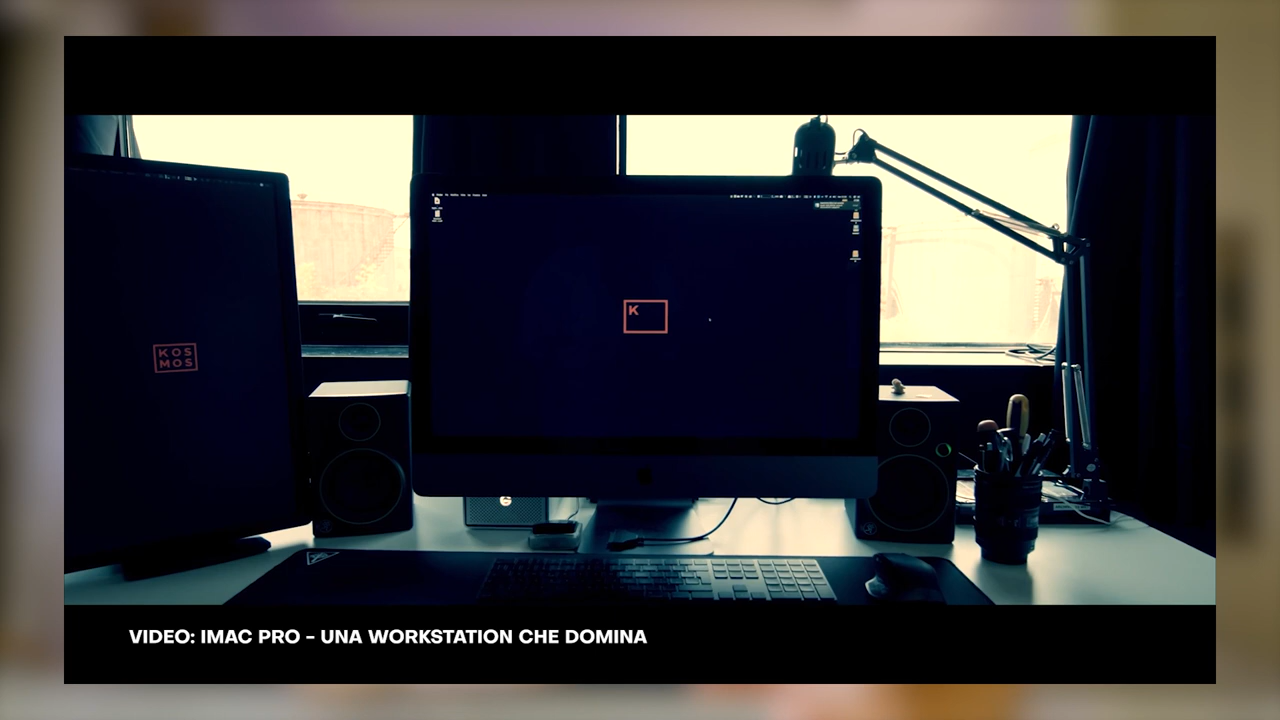 KOS
MOS
K
G
VIDEO: IMAC PRO – UNA WORKSTATION CHE DOMINA